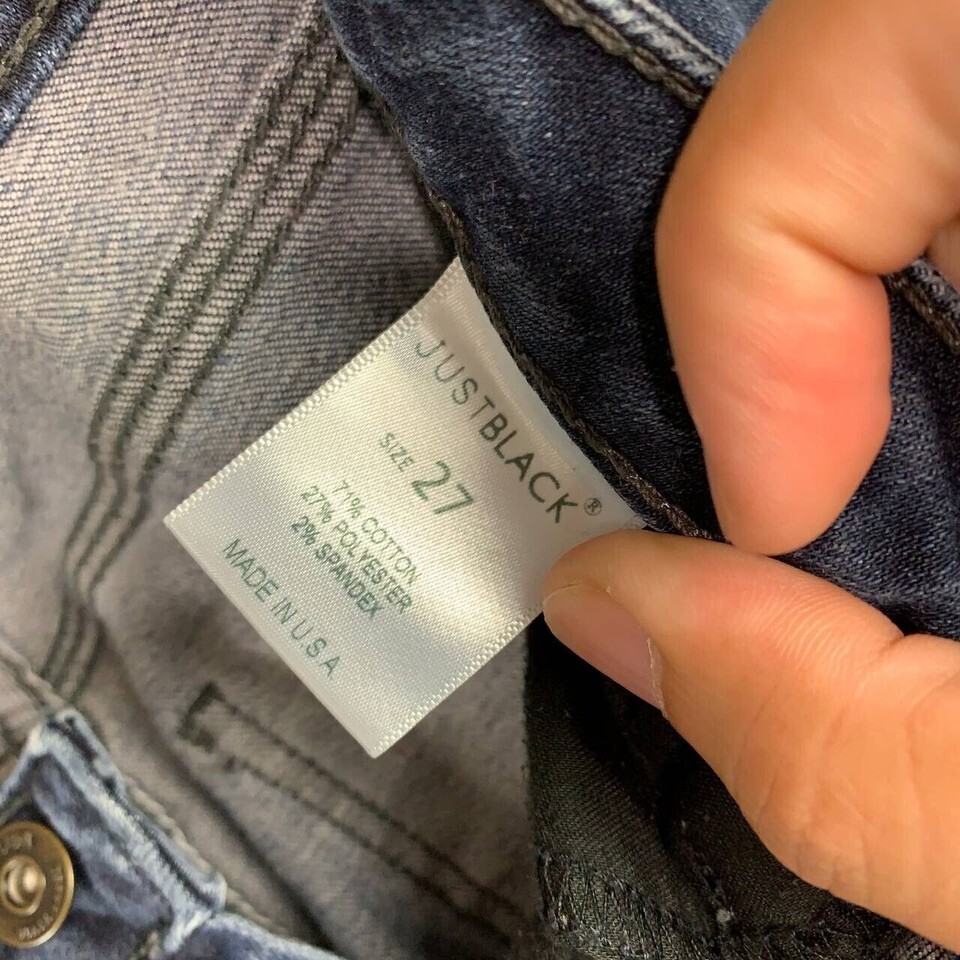 JUSTBLACK®
SIZE 27
71% COTTON
27% POLYESTER
2% SPANDEX
MADE IN U.S.A